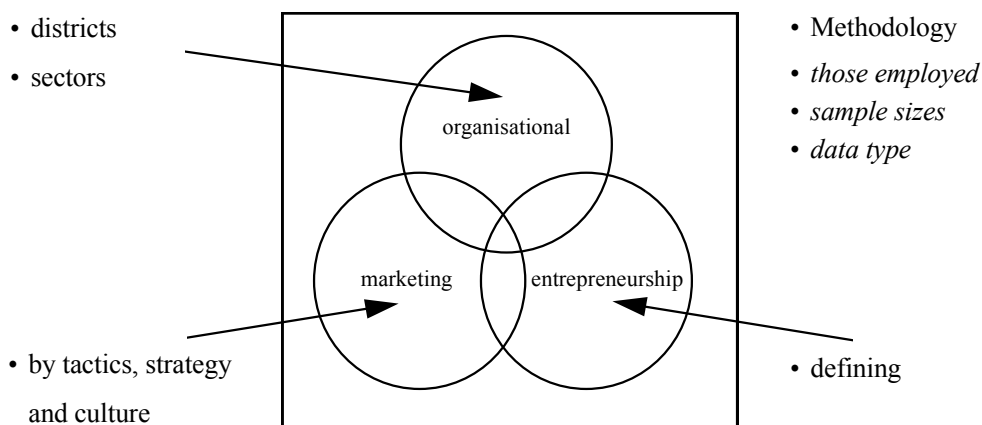 • districts
• sectors
organisational
marketing
entrepreneurship
• Methodology
• those employed
• sample sizes
• data type
• by tactics, strategy
and culture
• defining